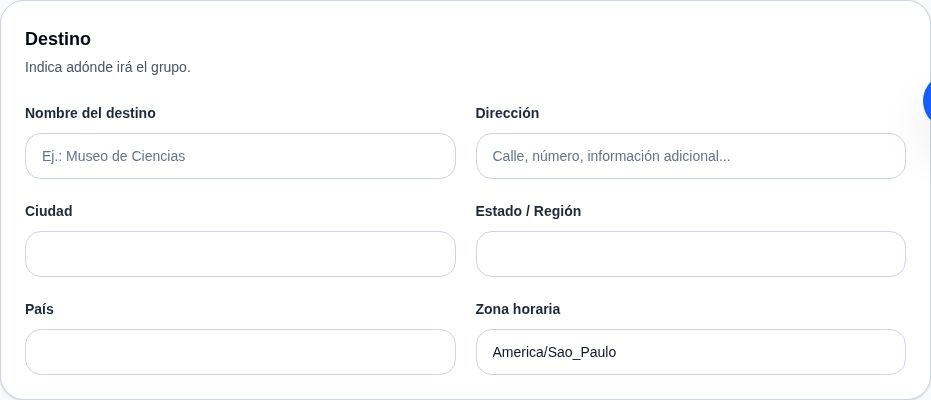 Destino
Indica adónde irá el grupo.
Nombre del destino
Dirección
Ej.: Museo de Ciencias
Calle, número, información adicional...
Ciudad
Estado / Región
País
Zona horaria
America/Sao_Paulo